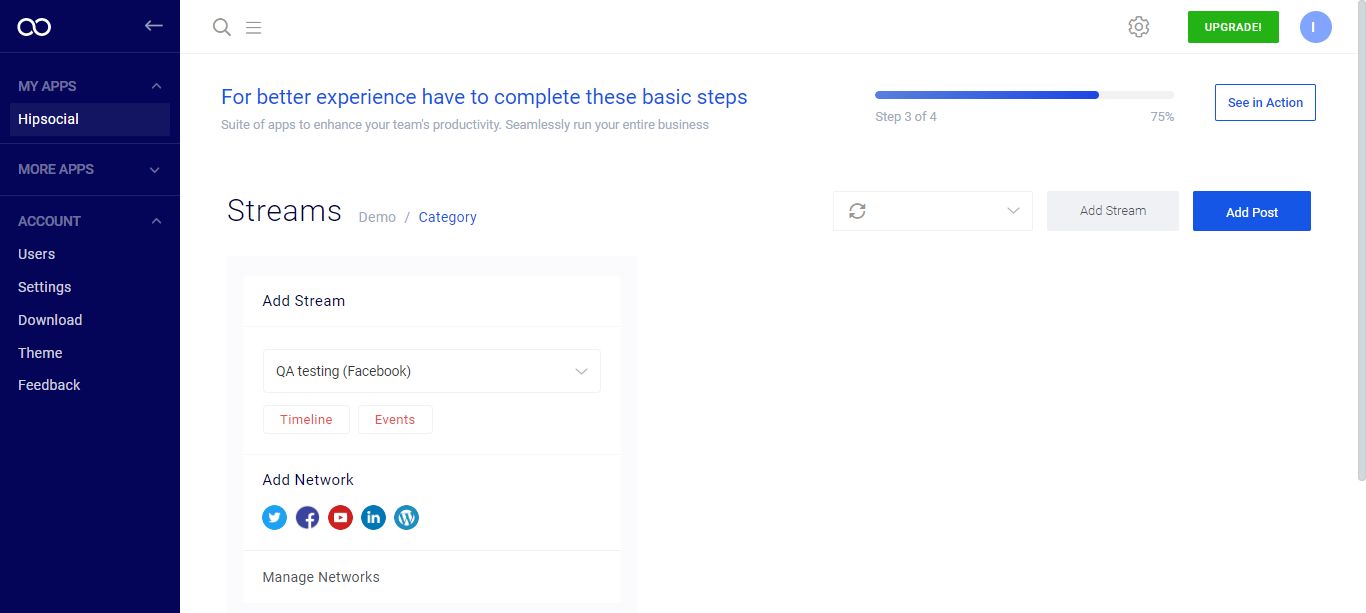 UPGRADE!
I
MY APPS
Hipsocial
MORE APPS
ACCOUNT
Users
Settings
Download
Theme
Feedback
For better experience have to complete these basic steps
Suite of apps to enhance your team's productivity. Seamlessly run your entire business
Step 3 of 4 75%
See in Action
Streams Demo / Category
Add Stream
Add Post
Add Stream
QA testing (Facebook)
Timeline Events
Add Network
Manage Networks